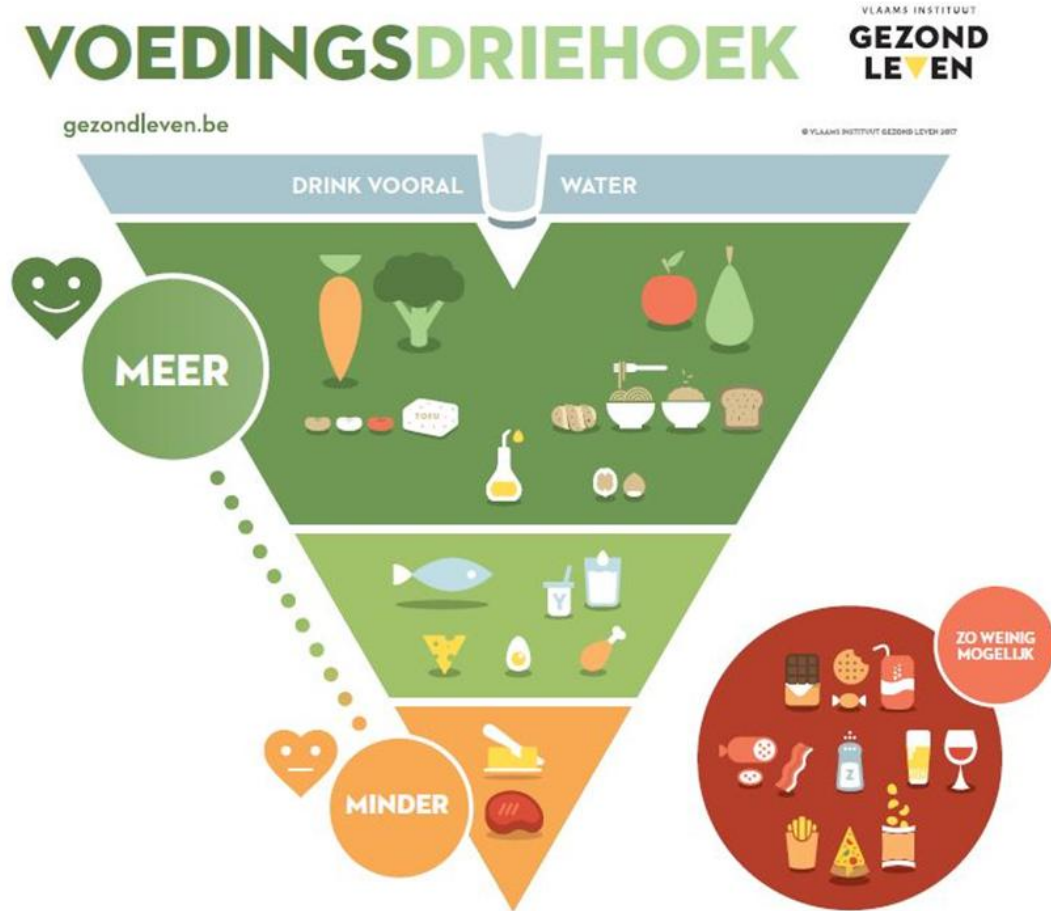 VOEDINGSDRIEHOEK
VLAAMS INSTITUUT
GEZOND
LEVEN
gezondleven.be
© VLAAMS INSTITUUT GEZOND LEVEN 2017
DRINK VOORAL WATER
MEER
TOFU
Y
ZO WEINIG
MOGELIJK
Z
MINDER